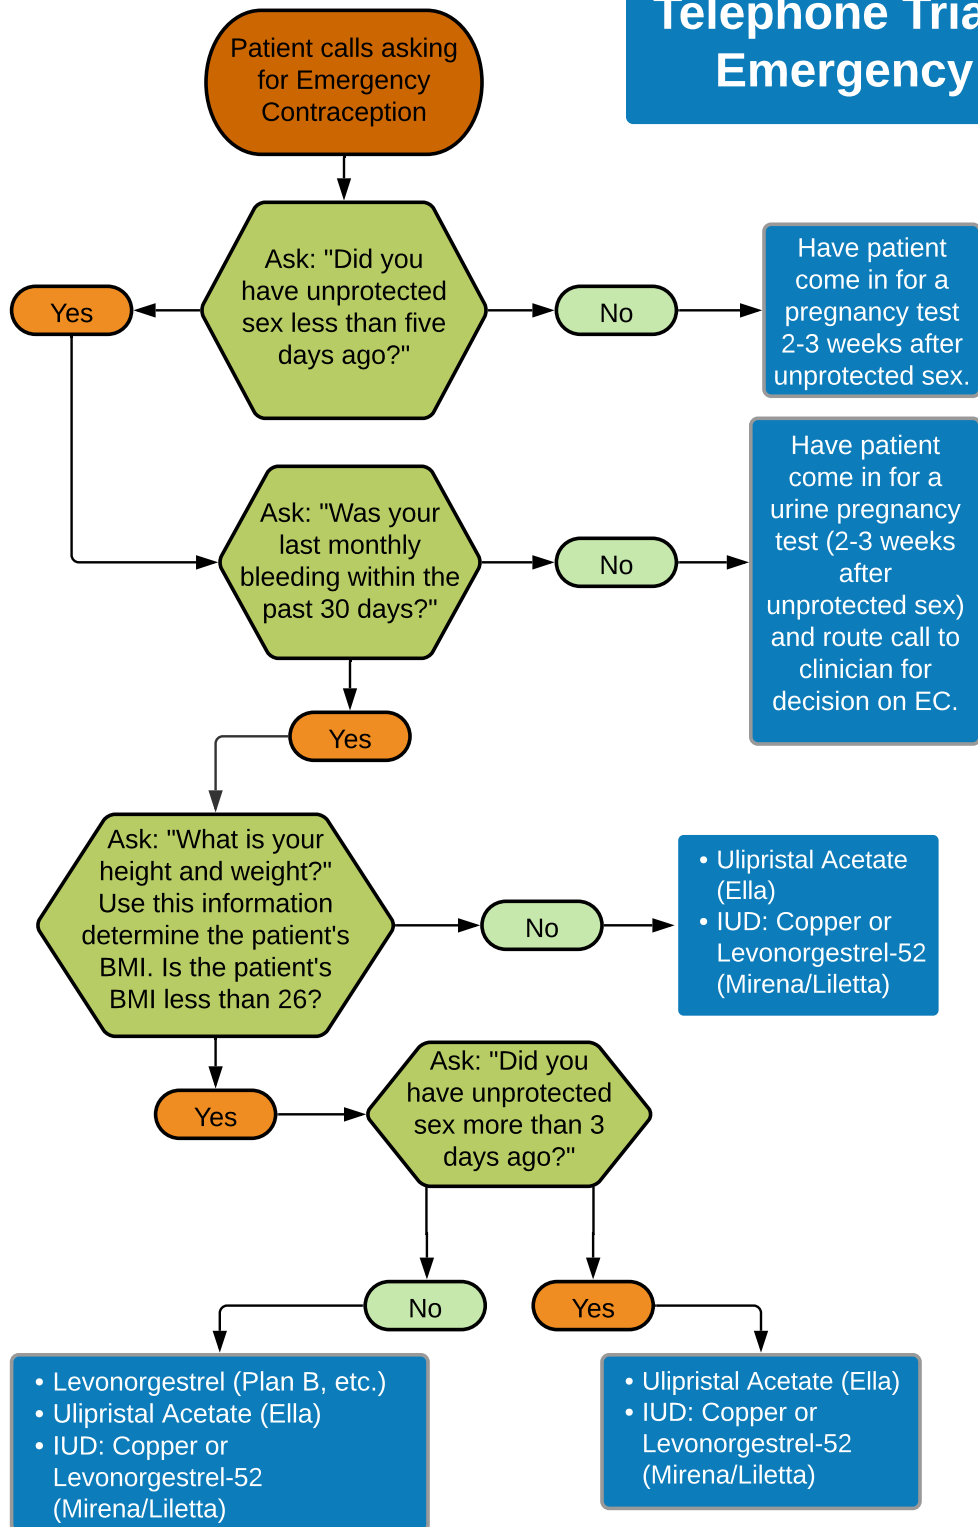 Telephone Tria
Emergency
Patient calls asking
for Emergency
Contraception
Ask: "Did you
have unprotected
sex less than five
days ago?"
Yes
No
Have patient
come in for a
pregnancy test
2-3 weeks after
unprotected sex.
Ask: "Was your
last monthly
bleeding within the
past 30 days?"
No
Have patient
come in for a
urine pregnancy
test (2-3 weeks
after
unprotected sex)
and route call to
clinician for
decision on EC.
Yes
Ask: "What is your
height and weight?"
Use this information
determine the patient's
BMI. Is the patient's
BMI less than 26?
No
• Ulipristal Acetate
(Ella)
• IUD: Copper or
Levonorgestrel-52
(Mirena/Liletta)
Yes
Ask: "Did you
have unprotected
sex more than 3
days ago?"
No
Yes
• Levonorgestrel (Plan B, etc.)
• Ulipristal Acetate (Ella)
• IUD: Copper or
Levonorgestrel-52
(Mirena/Liletta)
• Ulipristal Acetate (Ella)
• IUD: Copper or
Levonorgestrel-52
(Mirena/Liletta)